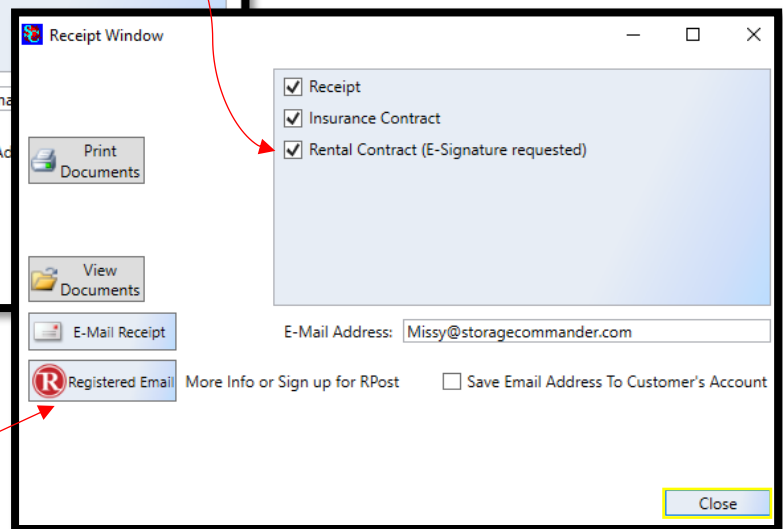 Receipt Window
Receipt
Insurance Contract
Rental Contract (E-Signature requested)
Print
Documents
View
Documents
E-Mail Receipt
E-Mail Address: Missy@storagecommander.com
R Registered Email More Info or Sign up for RPost Save Email Address To Customer's Account
Close